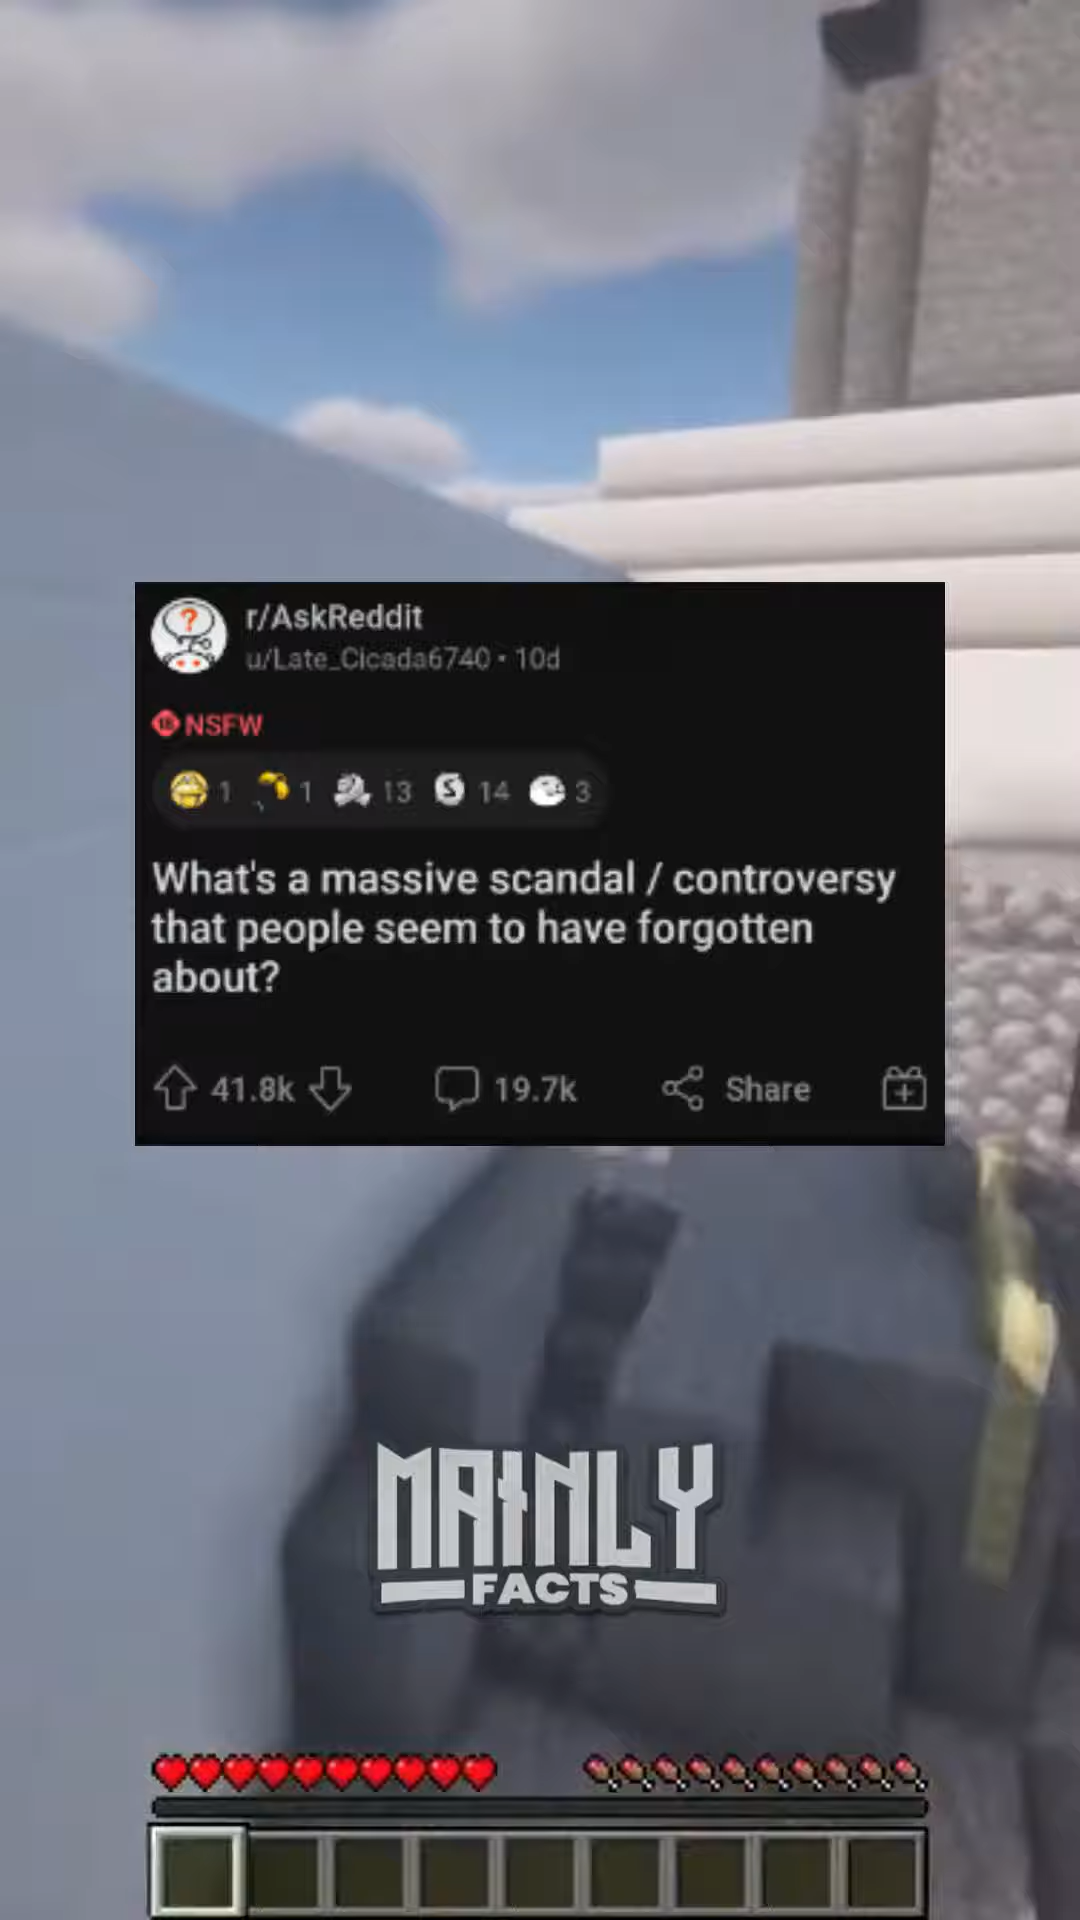 r/AskReddit
u/Late_Cicada6740 • 10d
NSFW
1 1 13 14 3
What's a massive scandal / controversy
that people seem to have forgotten
about?
41.8k 19.7k Share
MAINLY
FACTS